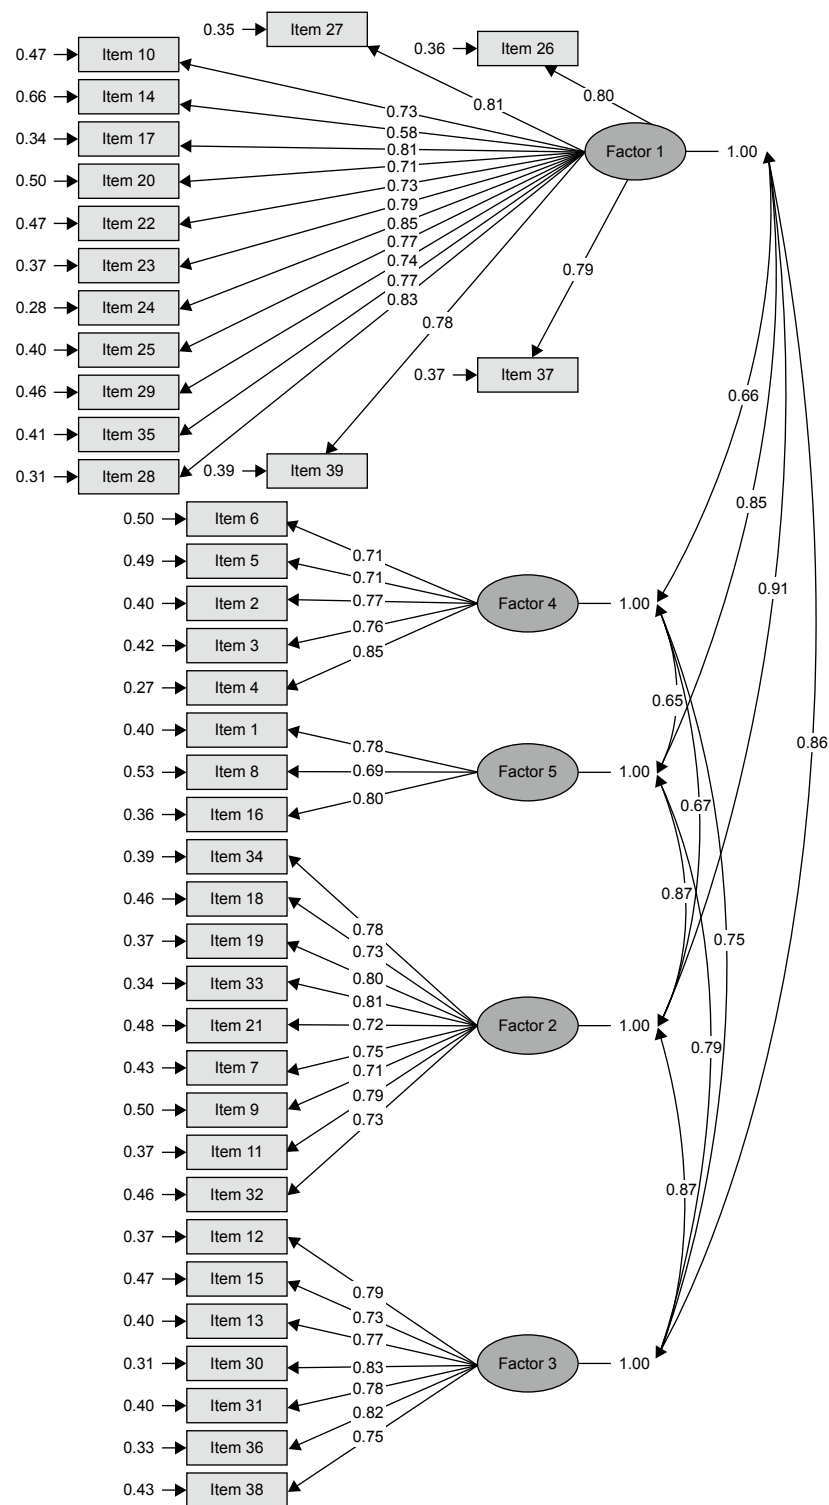 0.35 Item 27
0.36 Item 26
0.47 Item 10
0.80
0.81
0.66 Item 14
0.73
0.58
0.34 Item 17
0.81
Factor 1 1.00
0.71
0.50 Item 20
0.73
0.79
0.47 Item 22
0.85
0.77
0.37 Item 23
0.74
0.79
0.77
0.28 Item 24
0.83
0.78
0.40 Item 25
0.37 Item 37
0.46 Item 29
0.66
0.41 Item 35
0.31 Item 28
0.39 Item 39
0.85
0.50 Item 6
0.71
0.49 Item 5
0.71
0.91
0.40 Item 2
0.77
Factor 4 1.00
0.76
0.42 Item 3
0.85
0.27 Item 4
0.65
0.40 Item 1
0.78
0.86
0.53 Item 8
0.69
Factor 5 1.00
0.80
0.67
0.36 Item 16
0.39 Item 34
0.87
0.46 Item 18
0.78
0.75
0.37 Item 19
0.73
0.80
0.34 Item 33
0.81
0.48 Item 21
0.72
Factor 2 1.00
0.79
0.75
0.43 Item 7
0.71
0.79
0.50 Item 9
0.73
0.37 Item 11
0.87
0.46 Item 32
0.37 Item 12
0.47 Item 15
0.79
0.73
0.40 Item 13
0.77
0.31 Item 30
0.83
Factor 3 1.00
0.78
0.40 Item 31
0.82
0.75
0.33 Item 36
0.43 Item 38